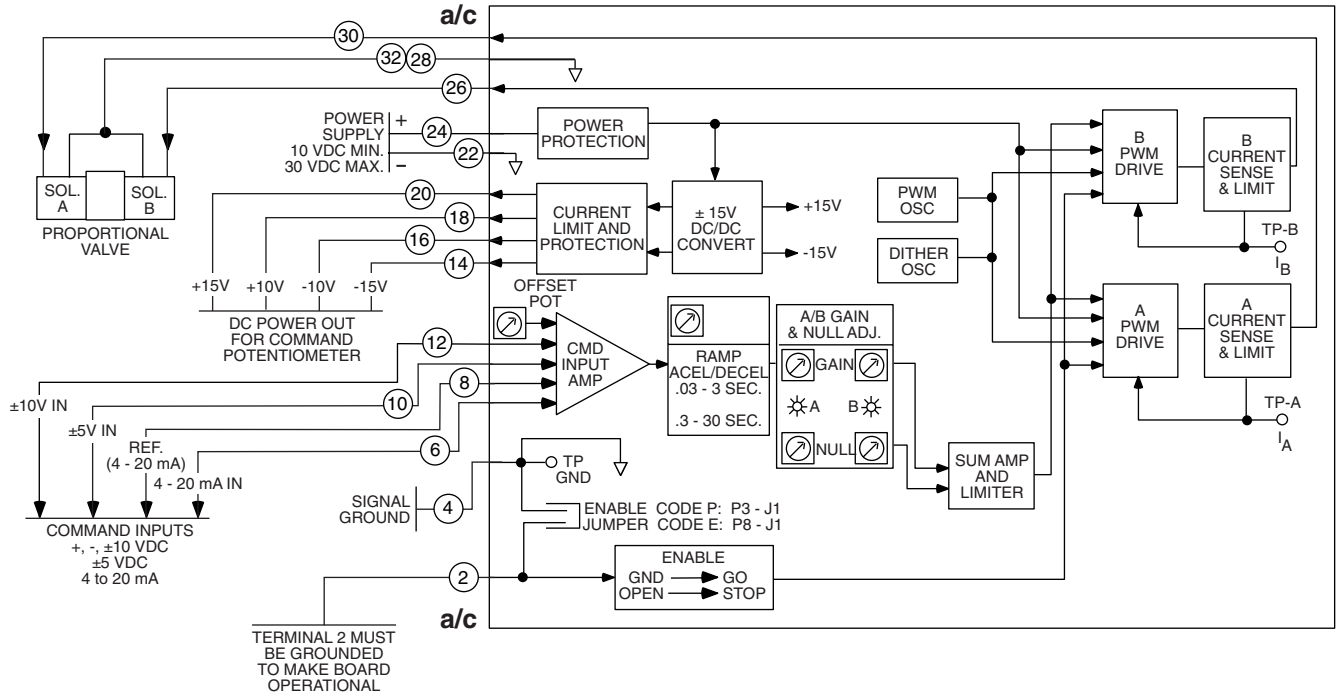 a/c
30
32
28
26
POWER
SUPPLY
10 VDC MIN.
30 VDC MAX.
+
–
24
22
POWER
PROTECTION
SOL.
A
SOL.
B
PROPORTIONAL
VALVE
20
18
16
14
+15V
+10V
-10V
-15V
DC POWER OUT
FOR COMMAND
POTENTIOMETER
CURRENT
LIMIT AND
PROTECTION
± 15V
DC/DC
CONVERT
+15V
-15V
PWM
OSC
DITHER
OSC
B
PWM
DRIVE
B
CURRENT
SENSE
& LIMIT
TP-B
IB
A
PWM
DRIVE
A
CURRENT
SENSE
& LIMIT
TP-A
IA
OFFSET
POT
CMD
INPUT
AMP
RAMP
ACEL/DECEL
.03 - 3 SEC.
.3 - 30 SEC.
A/B GAIN
& NULL ADJ.
GAIN
A
B
NULL
SUM AMP
AND
LIMITER
12
10
8
6
±10V IN
±5V IN
REF.
(4 - 20 mA)
4 - 20 mA IN
COMMAND INPUTS
+, -, ±10 VDC
±5 VDC
4 to 20 mA
SIGNAL
GROUND
4
TP
GND
ENABLE CODE P: P3 - J1
JUMPER CODE E: P8 - J1
2
ENABLE
GND GO
OPEN STOP
a/c
TERMINAL 2 MUST
BE GROUNDED
TO MAKE BOARD
OPERATIONAL